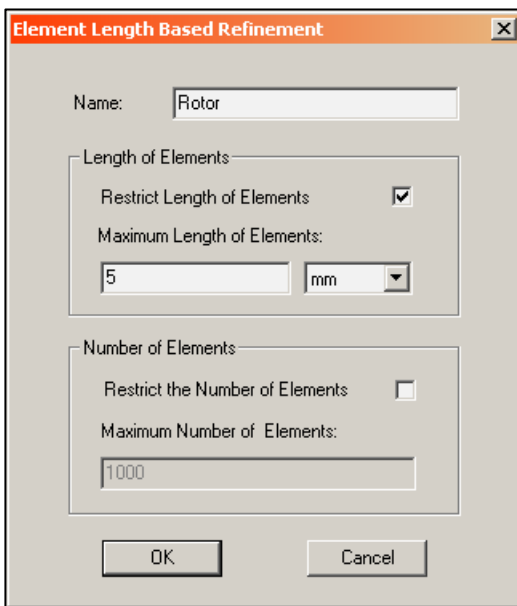 Element Length Based Refinement
Name: Rotor
Length of Elements
Restrict Length of Elements
Maximum Length of Elements:
5 mm
Number of Elements
Restrict the Number of Elements
Maximum Number of Elements:
1000
OK Cancel